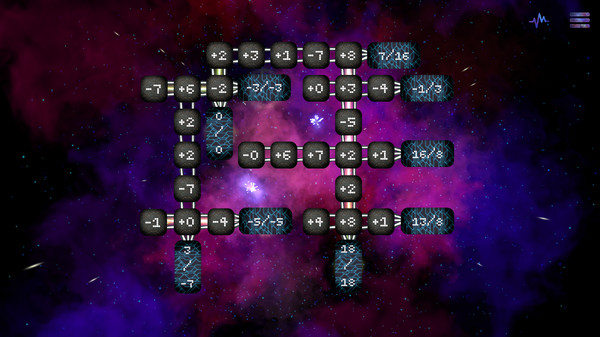 +2 +3 +1 -7 +8 7/16
-7 +6 -2 -3/-3 +0 +3 -4 -1/3
+2 0/0 -5
+2 -0 +6 +7 +2 +1 16/8
-7 +2
-1 +0 -4 -5/-5 +4 +8 +1 13/8
3/-7 18/18